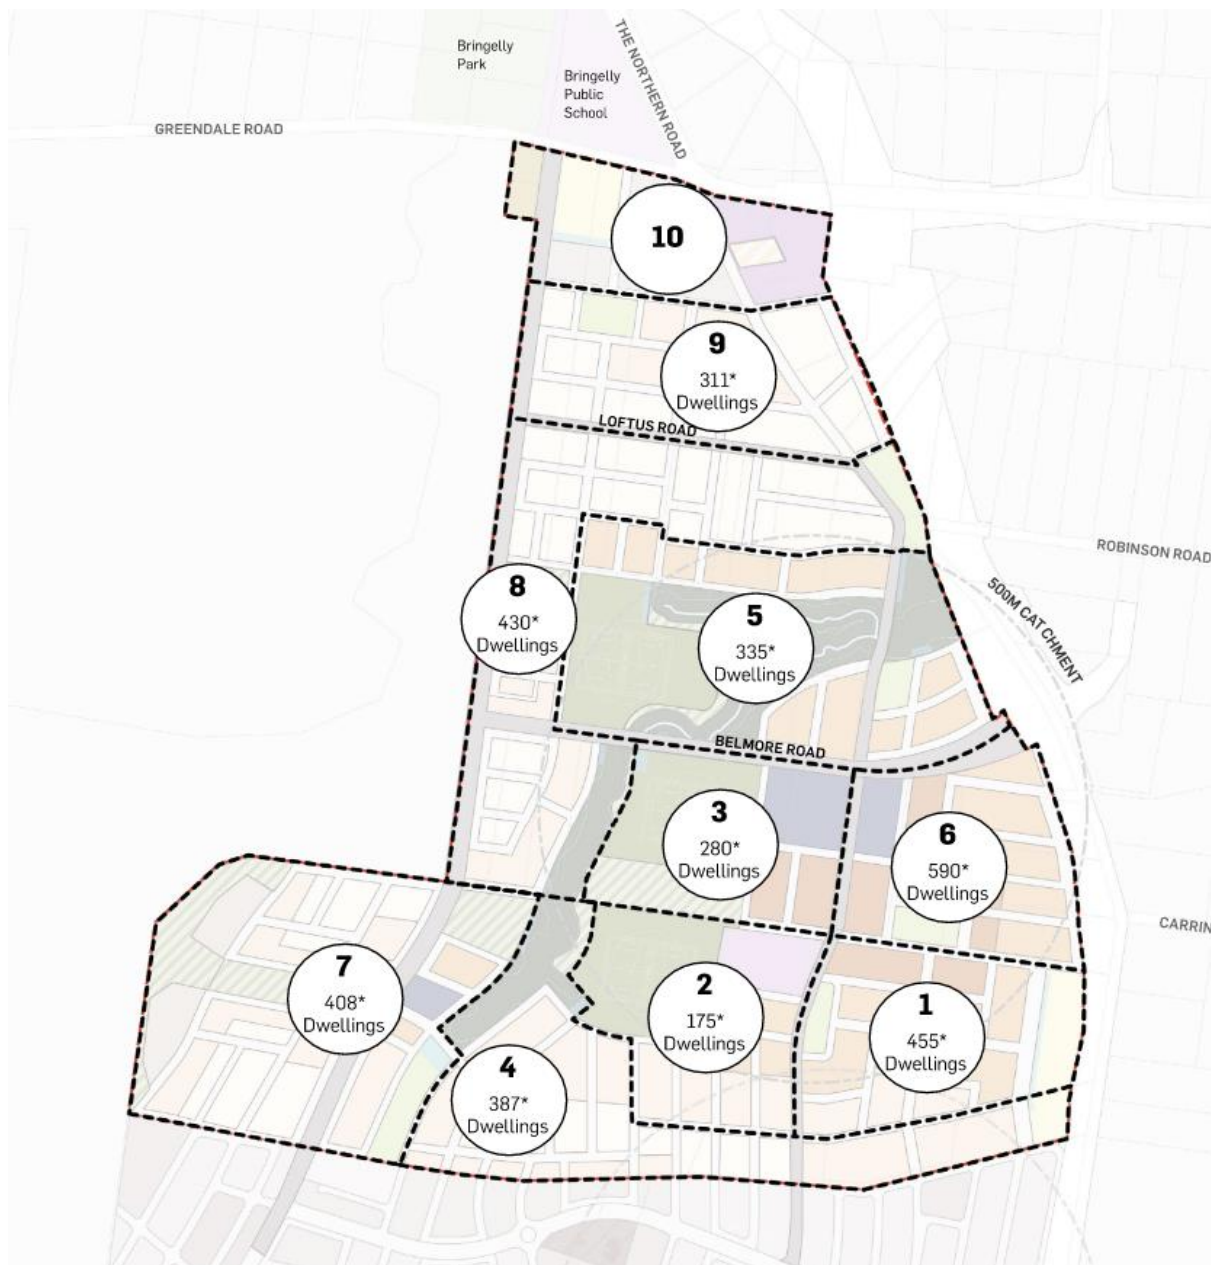 Bringelly
Park
Bringelly
Public
School
THE NORTHERN ROAD
GREENDALE ROAD
10
9
311*
Dwellings
LOFTUS ROAD
ROBINSON ROAD
500M CATCHMENT
8
430*
Dwellings
5
335*
Dwellings
BELMORE ROAD
3
280*
Dwellings
6
590*
Dwellings
CARRIN
7
408*
Dwellings
2
175*
Dwellings
1
455*
Dwellings
4
387*
Dwellings